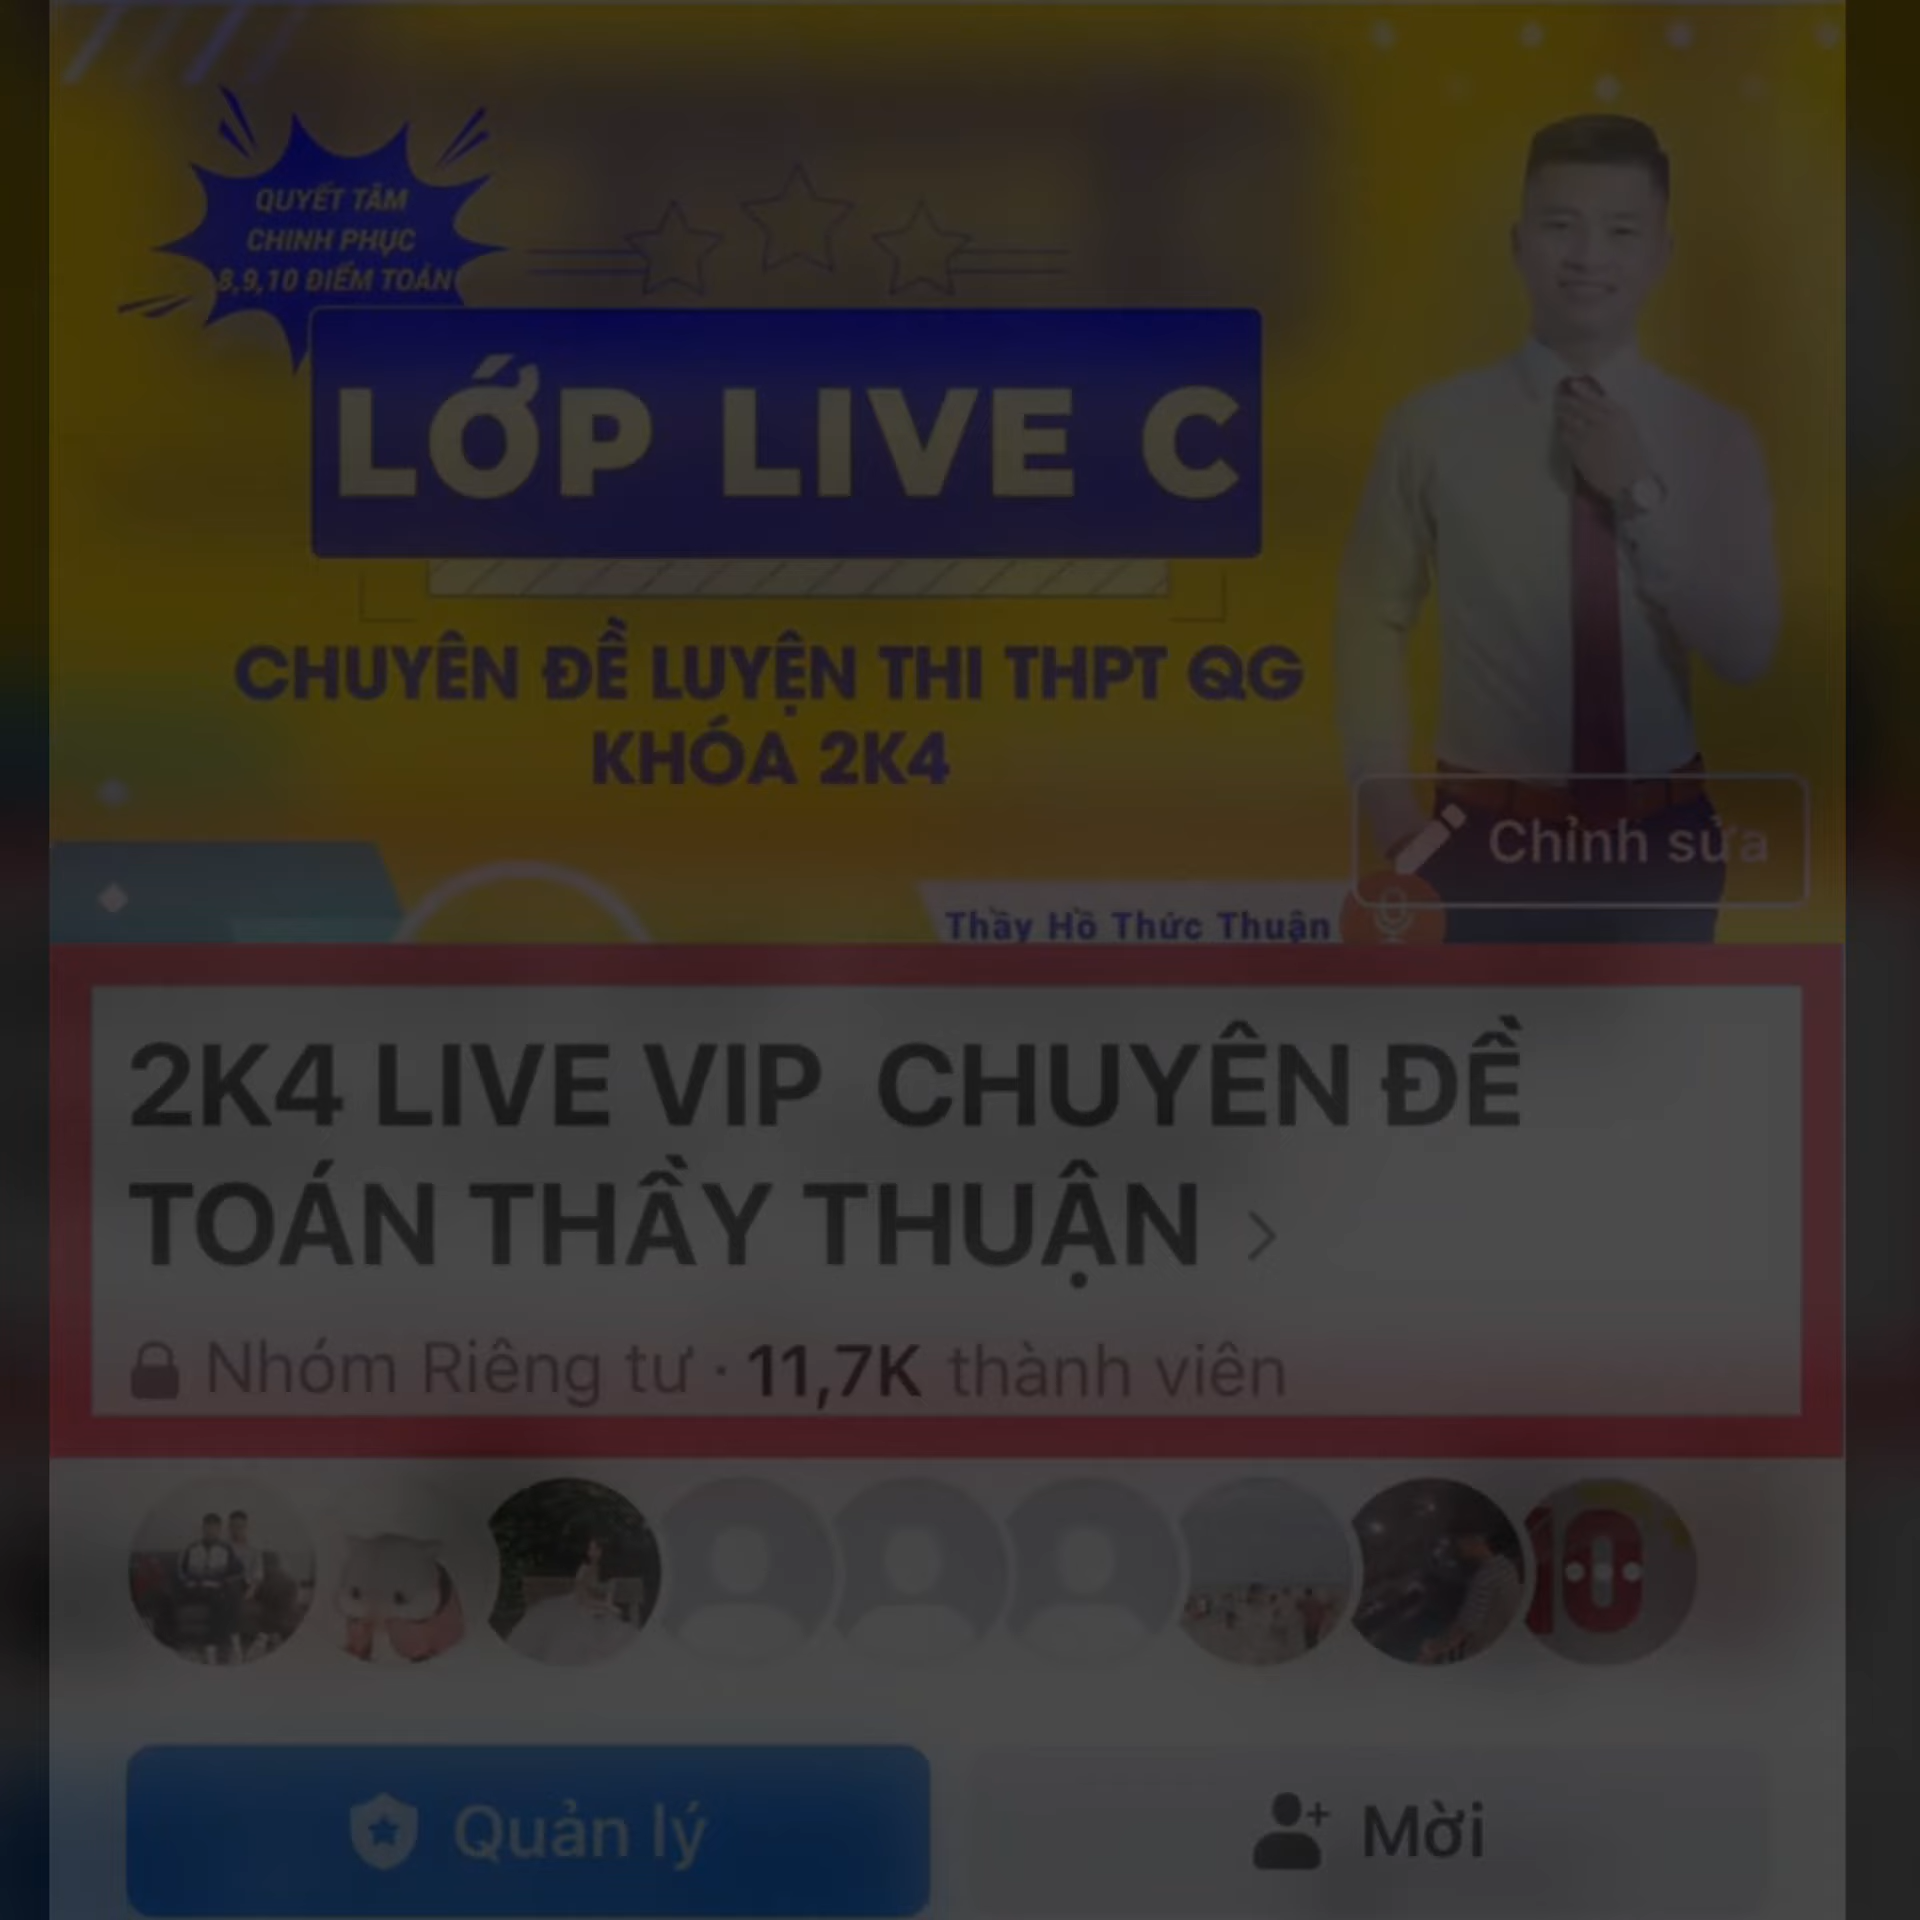 QUYẾT TÂM
CHINH PHỤC
8,9,10 ĐIỂM TOÁN
LỚP LIVE C
CHUYÊN ĐỀ LUYỆN THI THPT QG
KHÓA 2K4
Chỉnh sửa
Thầy Hồ Thức Thuận
2K4 LIVE VIP CHUYÊN ĐỀ
TOÁN THẦY THUẬN >
Nhóm Riêng tư · 11,7K thành viên
10
Quản lý
Mời